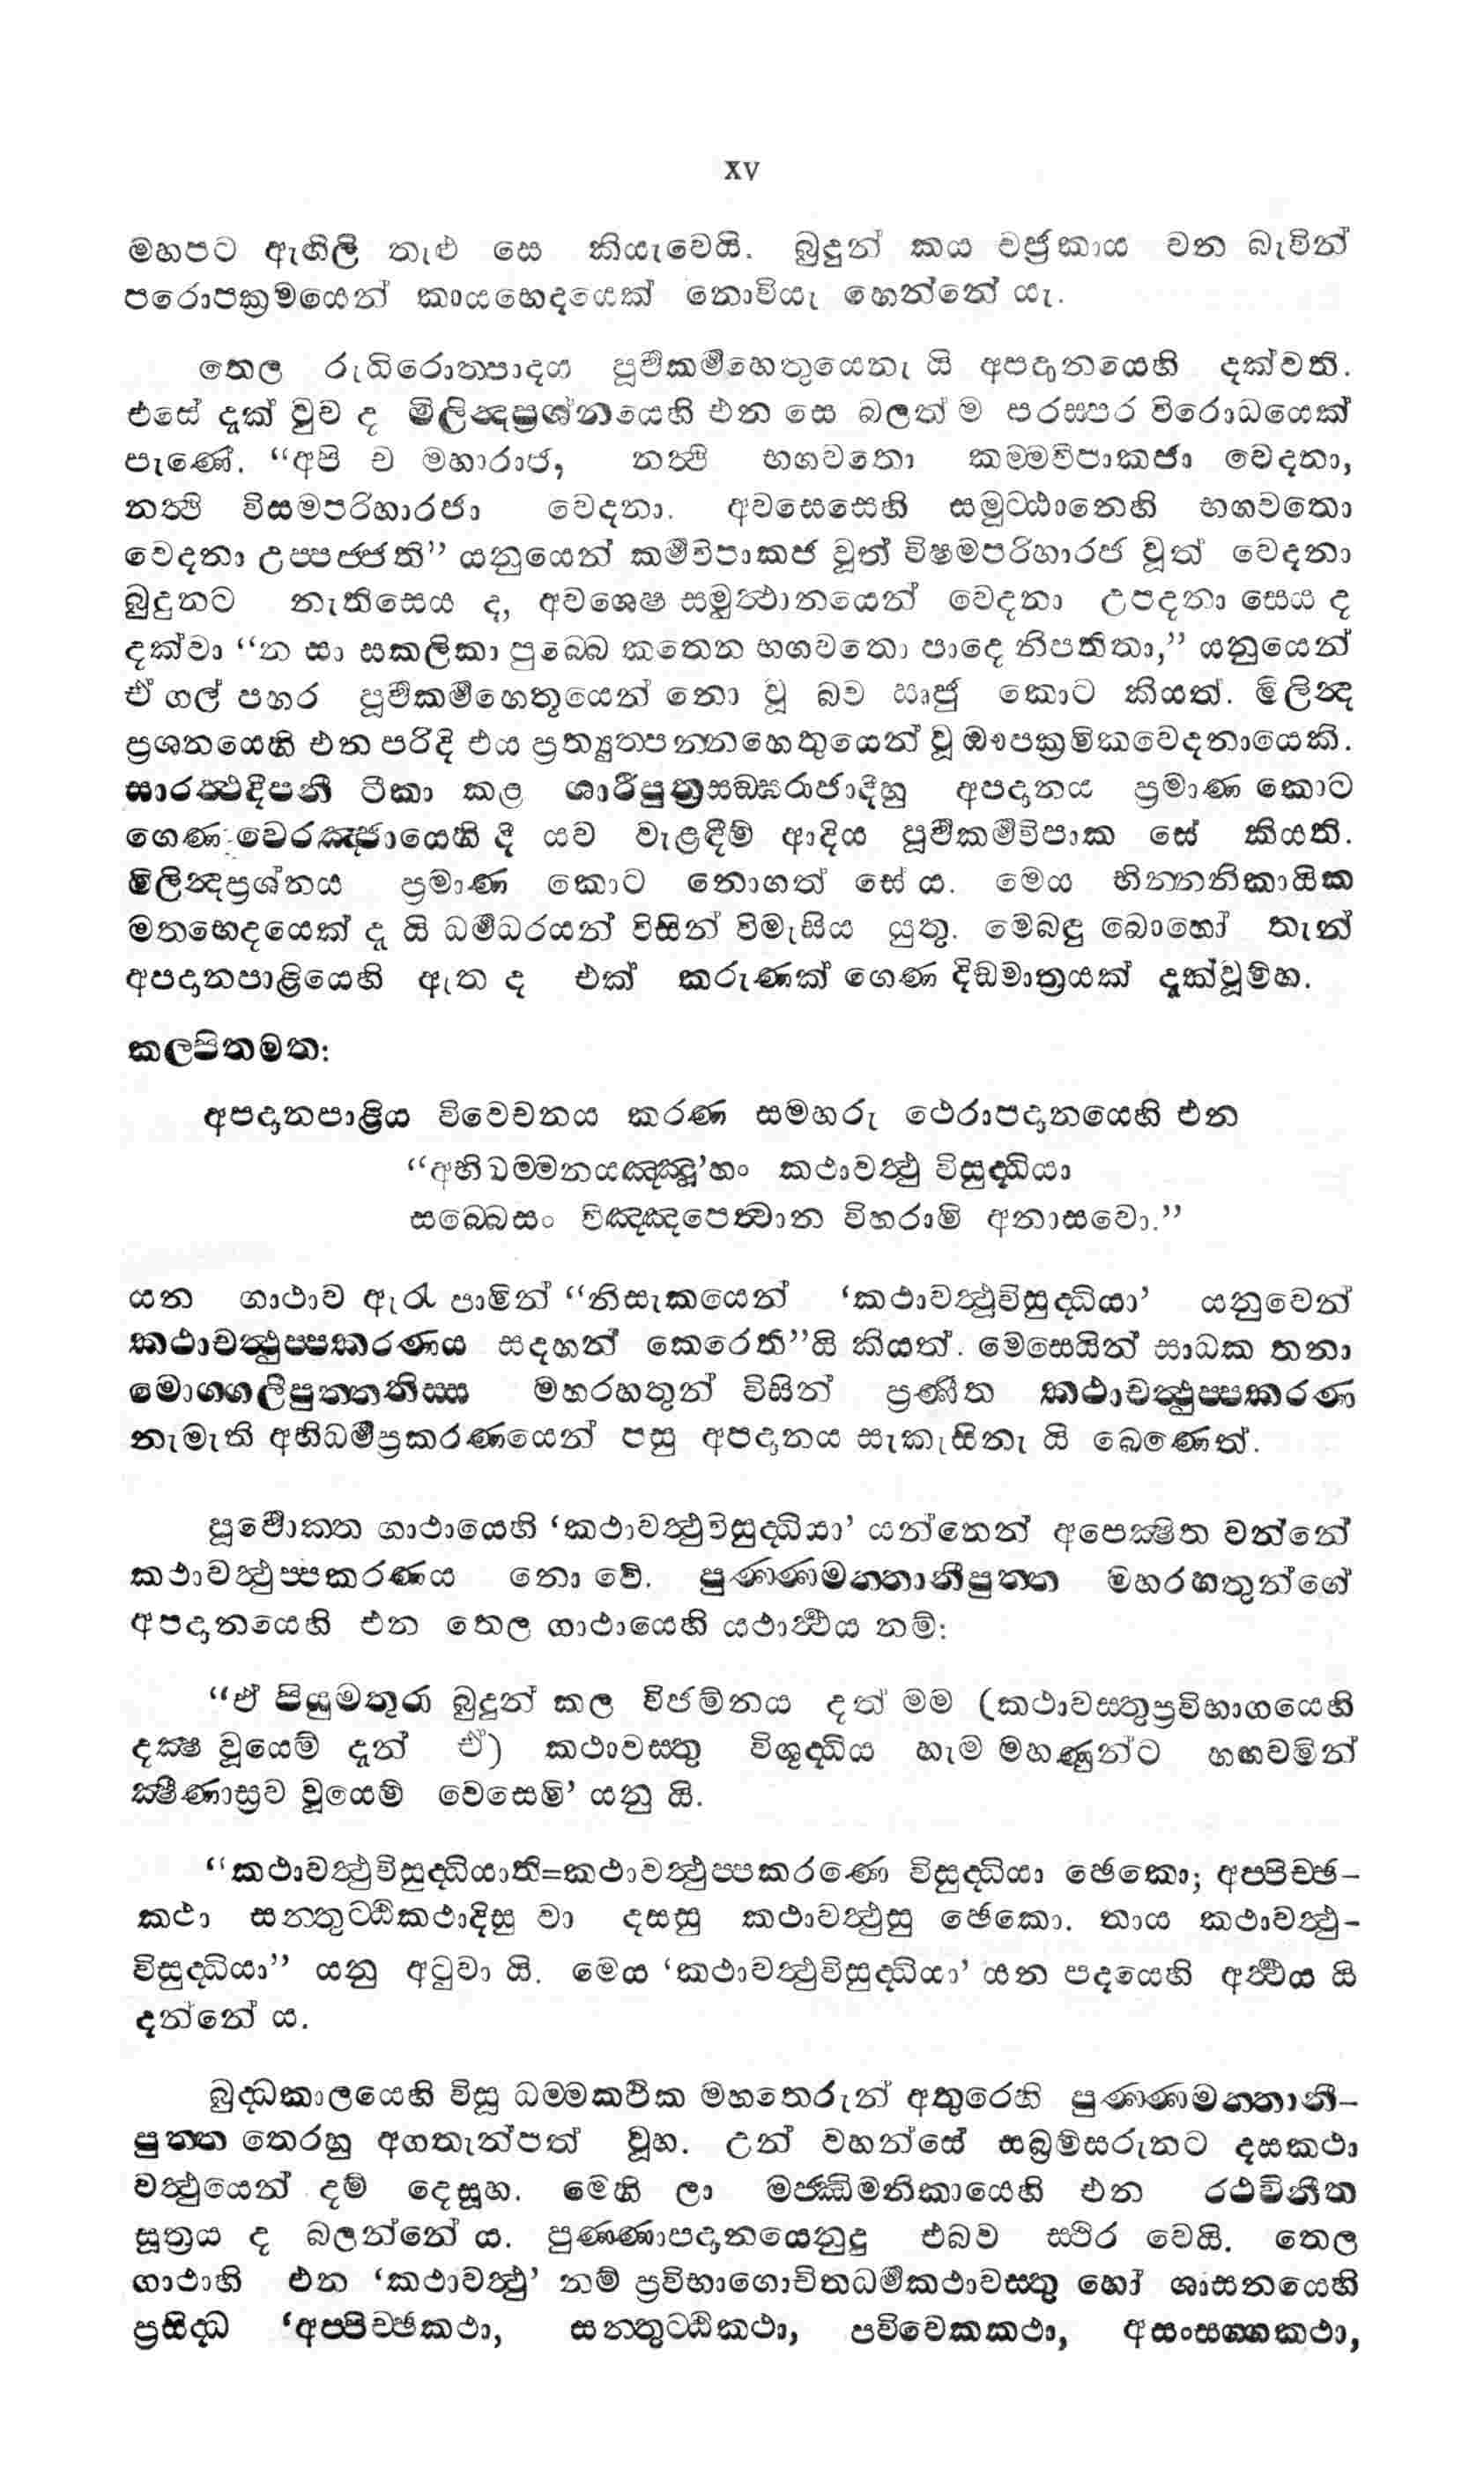 xv
මහපට ඇඟිලි තැළු සෙ කියැවෙයි. බුදුන් කය වජ්‍රකාය වන බැවින්
පරොපක්‍රමයෙන් කායභෙදයෙක් නොවියැ හෙන්නේ යැ.
තෙල රුධිරොත්පාදය පූර්‍වකර්‍මහෙතුයෙනැ යි අපදානයෙහි දක්වති.
එසේ දැක් වුව ද මිලින්‍දප්‍රශ්නයෙහි එන සෙ බලත් ම පරස්පර විරොධයෙක්
පැණේ. “අපි ච මහාරාජ, නත්‍ථි භගවතො කම්මවිපාකජා වෙදනා,
නත්‍ථි විසමපරිහාරජා වෙදනා. අවසෙසෙහි සමුට්ඨානෙහි භගවතො
වෙදනා උප්පජ්ජති” යනුයෙන් කර්‍මවිපාකජ වූත් විෂමපරිහාරජ වූත් වෙදනා
බුදුනට නැතිසෙය ද, අවශෙෂ සමුත්‍ථානයෙන් වෙදනා උපදනා සෙය ද
දක්වා “න සා සකලිකා පුබ්බෙ කතෙන භගවතො පාදෙ නිපතිතා,” යනුයෙන්
ඒ ගල් පහර පූර්‍වකර්‍මහෙතුයෙන් නො වූ බව ඍජු කොට කියත්. මිලින්‍ද
ප්‍රශ්නයෙහි එන පරිදි එය ප්‍රත්‍යුත්පන්නහෙතුයෙන් වූ ඖපක්‍රමිකවෙදනායෙකි.
සාරත්‍ථදීපනී ටීකා කළ ශාරීපුත්‍රසඞ්ඝරාජාදීහු අපදානය ප්‍රමාණ කොට
ගෙණ වෙරඤ්ජායෙහි දී යව වැළඳීම් ආදිය පූර්‍වකර්‍මවිපාක සේ කියති.
මිලින්‍දප්‍රශ්නය ප්‍රමාණ කොට නොගත් සේ ය. මෙය භින්නනිකායික
මතභෙදයෙක් දැ යි ධර්‍මධරයන් විසින් විමැසිය යුතු. මෙබඳු බොහෝ තැන්
අපදානපාළියෙහි ඇත ද එක් කරුණක් ගෙණ දිඞ්මාත්‍රයක් දැක්වූම්හ.
කල්පිතමත:
අපදානපාළිය විවෙචනය කරණ සමහරු ථෙරාපදානයෙහි එන
“අභිධම්මනයඤ්ඤූ’හං කථාවත්‍ථු විසුද්‍ධියා
සබ්බෙසං විඤ්ඤපෙත්‍වාන විහරාමි අනාසවො.”
යන ගාථාව ඇරැ පාමින් “නිසැකයෙන් ‘කථාවත්‍ථුවිසුද්‍ධියා’ යනුවෙන්
කථාවත්‍ථුප්පකරණය සඳහන් කෙරෙති”යි කියත්. මෙසෙයින් සාධක තනා
මොග්ගලිපුත්තතිස්ස මහරහතුන් විසින් ප්‍රණීත කථාවත්‍ථුප්පකරණ
නැමැති අභිධර්‍මප්‍රකරණයෙන් පසු අපදානය සැකැසිනැ යි බෙණෙත්.
පූර්‍වොක්ත ගාථායෙහි ‘කථාවත්‍ථුවිසුද්‍ධියා’ යන්නෙන් අපෙක්‍ෂිත වන්නේ
කථාවත්‍ථුප්පකරණය නො වේ. පුණ්ණමන්තානීපුත්ත මහරහතුන්ගේ
අපදානයෙහි එන තෙල ගාථායෙහි යථාර්‍ථය නම්:
“ඒ පියුමතුරා බුදුන් කල විජම්නය දත් මම (කථාවස්තුප්‍රවිභාගයෙහි
දක්‍ෂ වූයෙම් දැන් ඒ) කථාවස්තු විශුද්‍ධිය හැම මහණුන්ට හඟවමින්
ක්‍ෂීණාස්‍රව වූයෙම් වෙසෙමි’ යනු යි.
“කථාවත්‍ථුවිසුද්‍ධියාති=කථාවත්‍ථුප්පකරණෙ විසුද්‍ධියා ඡෙකො; අප්පිච්ඡ-
කථා සන්තුට්ඨිකථාදිසු වා දසසු කථාවත්‍ථුසු ඡෙකො. තාය කථාවත්‍ථු-
විසුද්‍ධියා” යනු අටුවා යි. මෙය ‘කථාවත්‍ථුවිසුද්‍ධියා’ යන පදයෙහි අර්‍ථය යි
දන්නේ ය.
බුද්‍ධකාලයෙහි විසූ ධම්මකථික මහතෙරුන් අතුරෙහි පුණ්ණමන්තානී-
පුත්ත තෙරහු අගතැන්පත් වූහ. උන් වහන්සේ සබ්‍රම්සරුනට දසකථා
වත්‍ථුයෙන් දම් දෙසූහ. මෙහි ලා මජ්ඣිමනිකායෙහි එන රථවිනීත
සූත්‍රය ද බලන්නේ ය. පුණ්ණාපදානයෙනුදු එබව ස්ථිර වෙයි. තෙල
ගාථාහි එන ‘කථාවත්‍ථු’ නම් ප්‍රවිභාගොචිතධර්‍මකථාවස්තු හෝ ශාසනයෙහි
ප්‍රසිද්‍ධ ‘අප්පිච්ඡකථා, සන්තුට්ඨිකථා, පවිවෙකකථා, අසංසග්ගකථා,